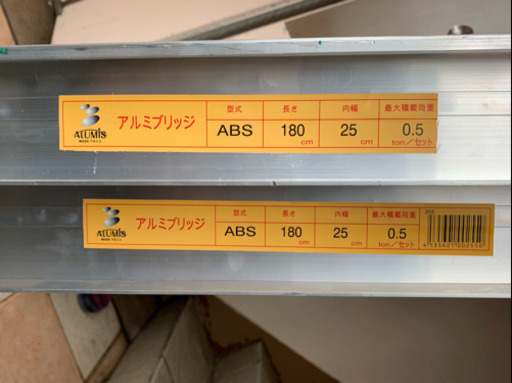 ALUMIS
アルミブリッジ
型式 長さ 内幅 最大積載荷重
ABS 180 cm 25 cm 0.5 ton/セット
ALUMIS
アルミブリッジ
型式 長さ 内幅 最大積載荷重
ABS 180 cm 25 cm 0.5 ton/セット